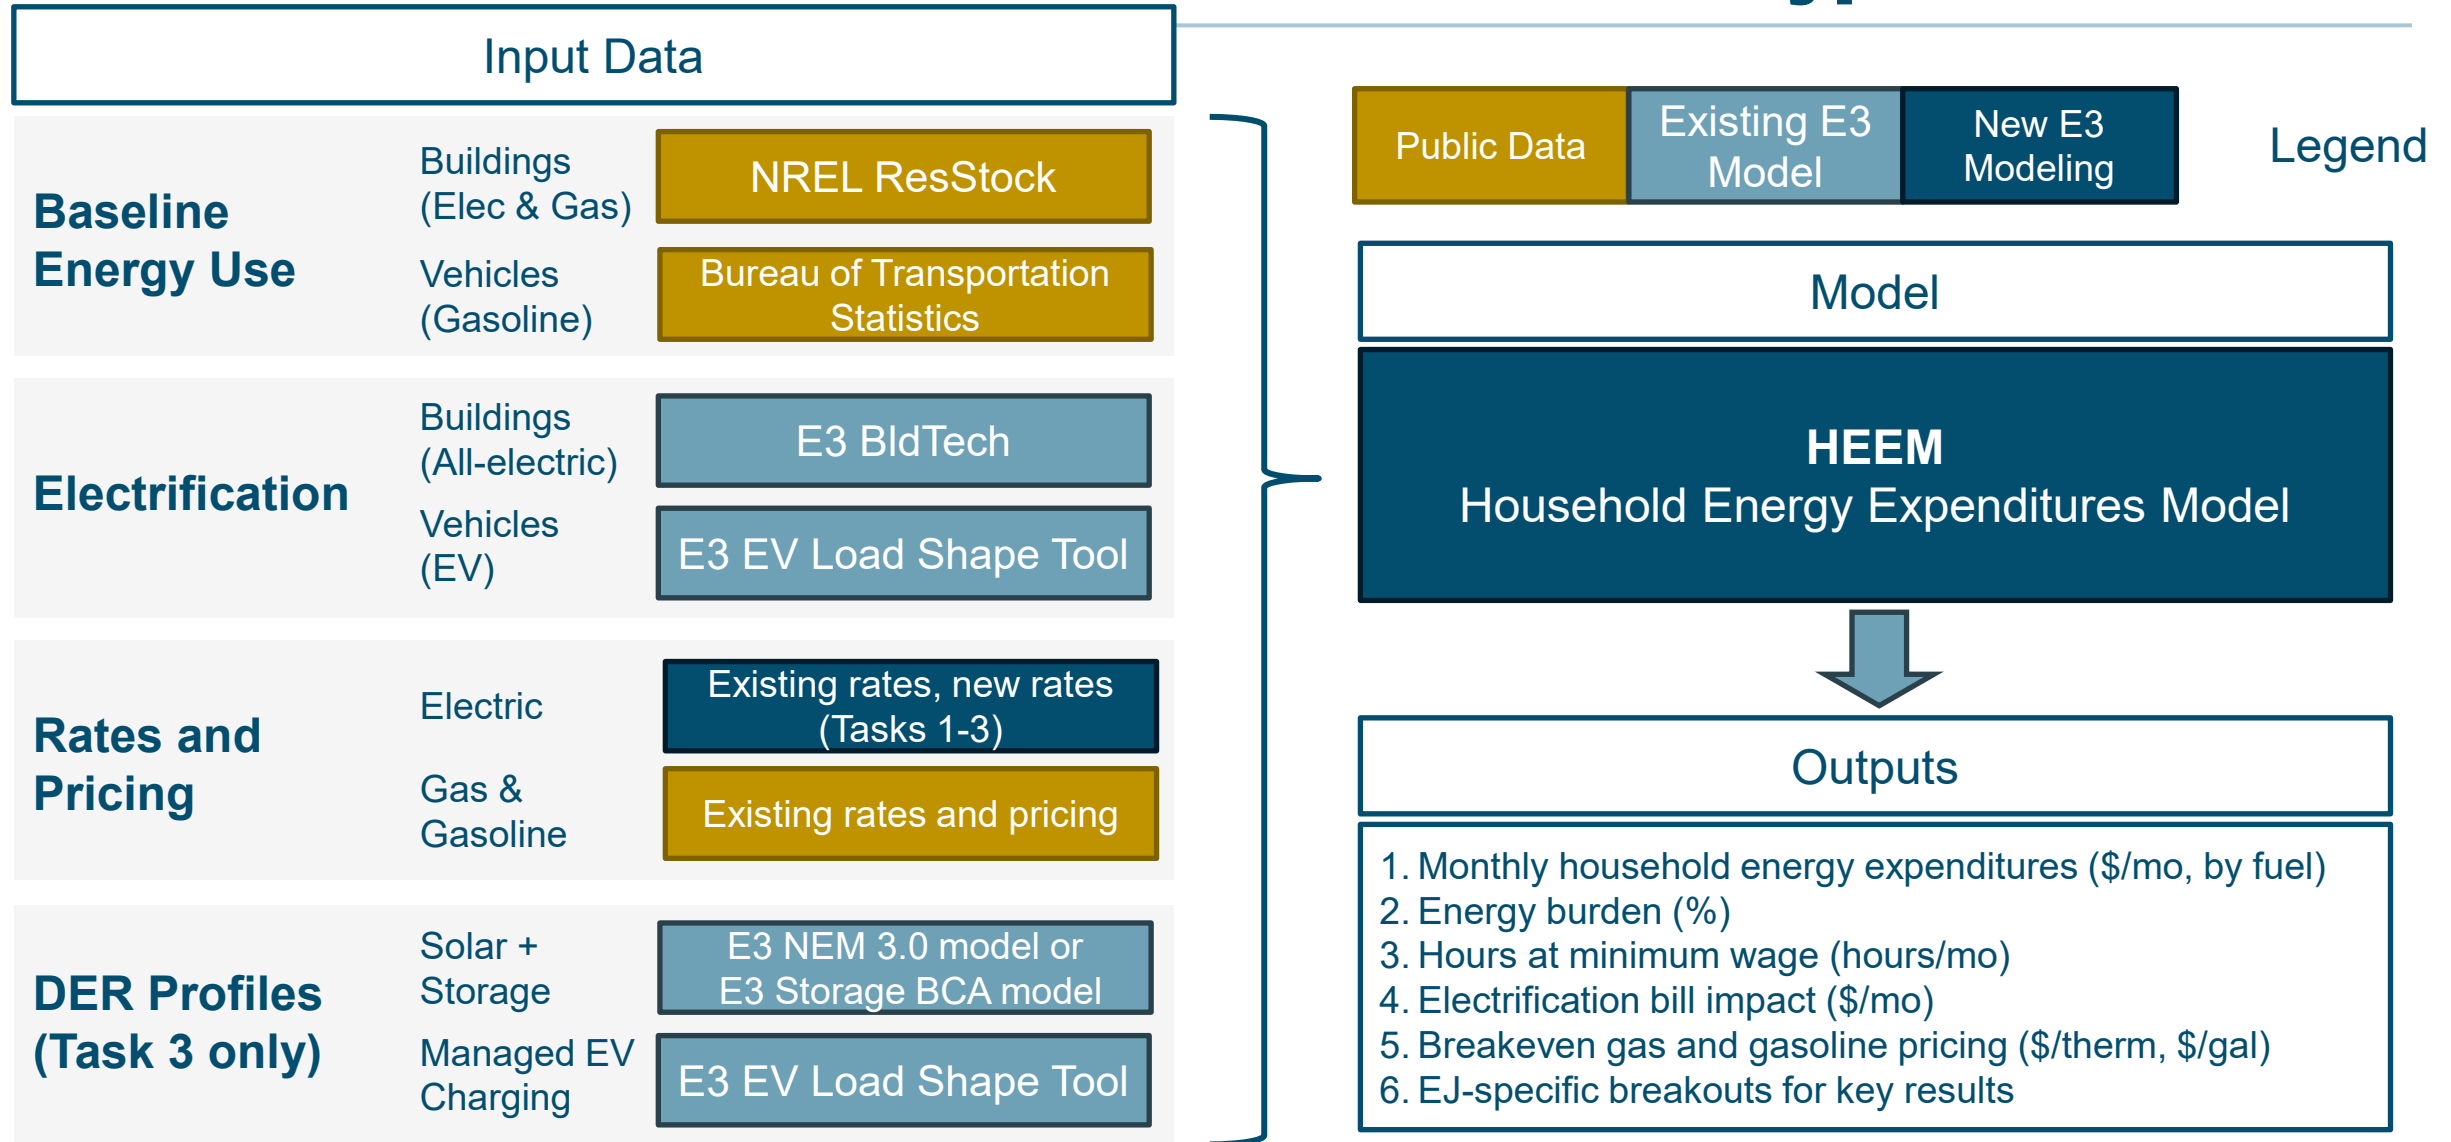 Input Data
Baseline
Energy Use
Buildings
(Elec & Gas)
NREL ResStock
Vehicles
(Gasoline)
Bureau of Transportation
Statistics
Electrification
Buildings
(All-electric)
E3 BldTech
Vehicles
(EV)
E3 EV Load Shape Tool
Rates and
Pricing
Electric
Existing rates, new rates
(Tasks 1-3)
Gas &
Gasoline
Existing rates and pricing
DER Profiles
(Task 3 only)
Solar +
Storage
E3 NEM 3.0 model or
E3 Storage BCA model
Managed EV
Charging
E3 EV Load Shape Tool
Public Data
Existing E3
Model
New E3
Modeling
Legend
Model
HEEM
Household Energy Expenditures Model
Outputs
1. Monthly household energy expenditures ($/mo, by fuel)
2. Energy burden (%)
3. Hours at minimum wage (hours/mo)
4. Electrification bill impact ($/mo)
5. Breakeven gas and gasoline pricing ($/therm, $/gal)
6. EJ-specific breakouts for key results